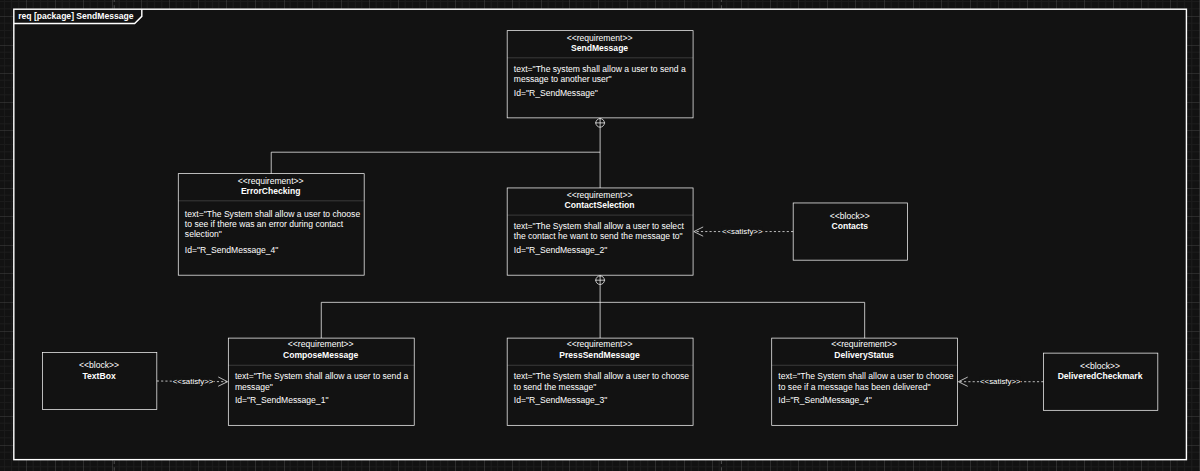 req [package] SendMessage
<<requirement>>
SendMessage
text="The system shall allow a user to send a
message to another user"
Id="R_SendMessage"
<<requirement>>
ErrorChecking
text="The System shall allow a user to choose
to see if there was an error during contact
selection"
Id="R_SendMessage_4"
<<requirement>>
ContactSelection
text="The System shall allow a user to select
the contact he want to send the message to"
Id="R_SendMessage_2"
<<satisfy>>
<<block>>
Contacts
<<block>>
TextBox
<<satisfy>>
<<requirement>>
ComposeMessage
text="The System shall allow a user to send a
message"
Id="R_SendMessage_1"
<<requirement>>
PressSendMessage
text="The System shall allow a user to choose
to send the message"
Id="R_SendMessage_3"
<<requirement>>
DeliveryStatus
text="The System shall allow a user to choose
to see if a message has been delivered"
Id="R_SendMessage_4"
<<satisfy>>
<<block>>
DeliveredCheckmark